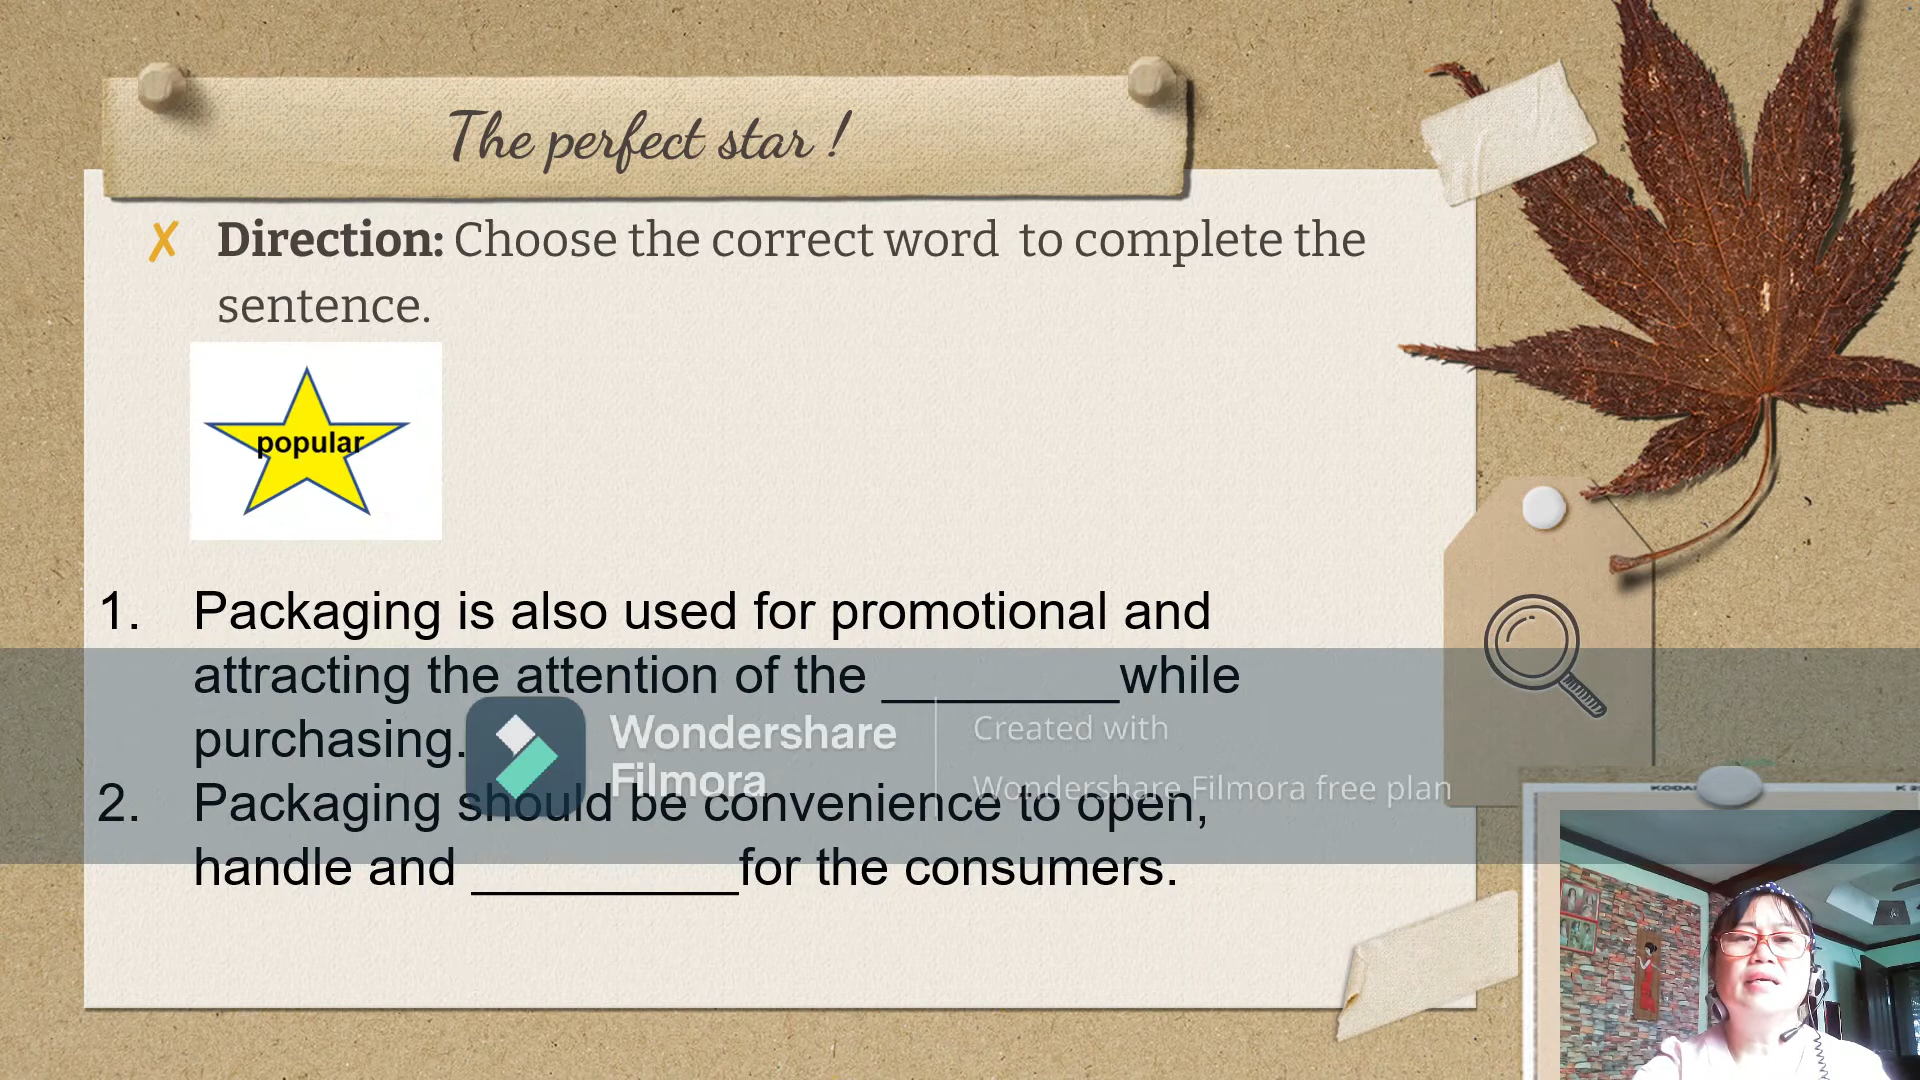 The perfect star !
✗ Direction: Choose the correct word to complete the
sentence.
popular
1. Packaging is also used for promotional and
attracting the attention of the _________while
purchasing.
Wondershare
Filmora
Created with
Wondershare Filmora free plan
2. Packaging should be convenience to open,
handle and __________for the consumers.